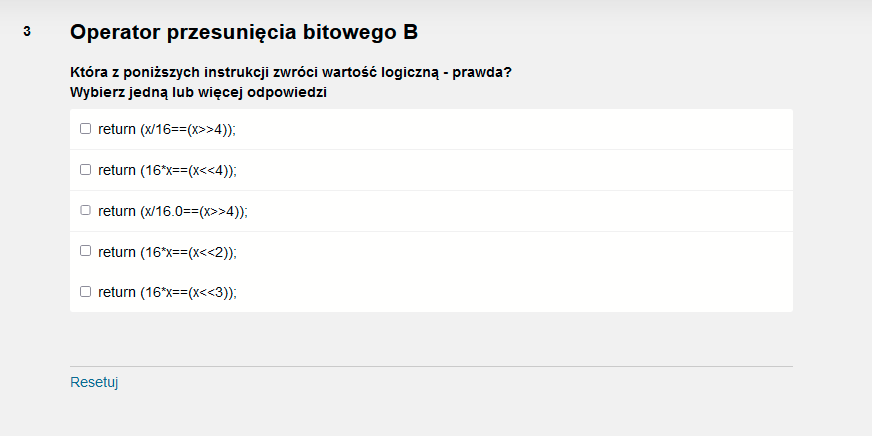 3
Operator przesunięcia bitowego B
Która z poniższych instrukcji zwróci wartość logiczną - prawda?
Wybierz jedną lub więcej odpowiedzi
return (x/16==(x>>4));
return (16*x==(x<<4));
return (x/16.0==(x>>4));
return (16*x==(x<<2));
return (16*x==(x<<3));
Resetuj